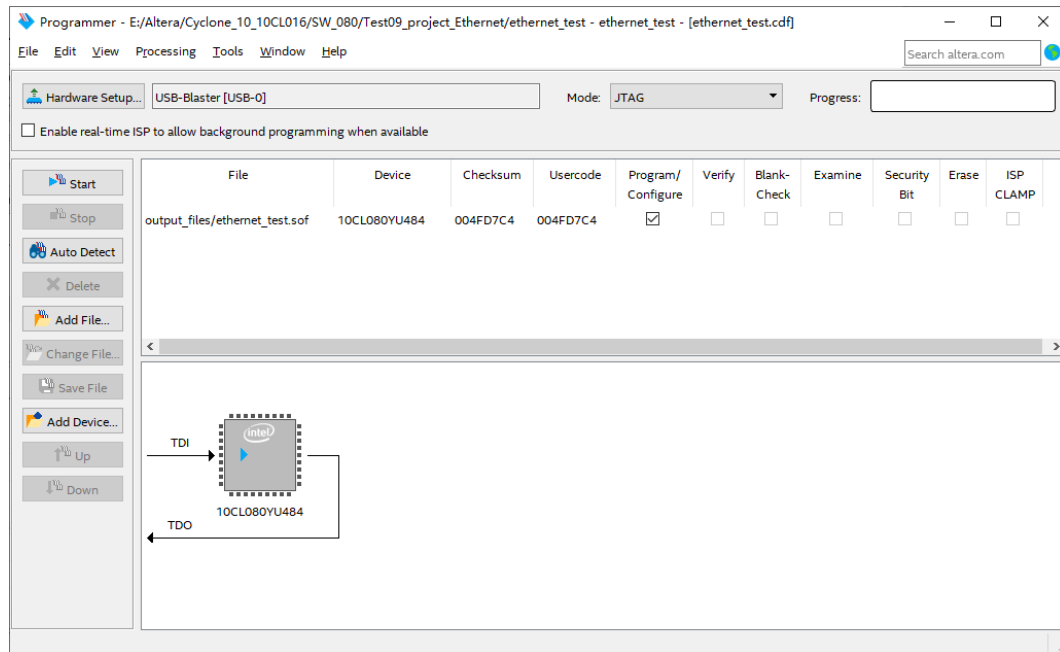 Programmer - E:/Altera/Cyclone_10_10CL016/SW_080/Test09_project_Ethernet/ethernet_test - ethernet_test - [ethernet_test.cdf]
File Edit View Processing Tools Window Help
Search altera.com
Hardware Setup... USB-Blaster [USB-0] Mode: JTAG Progress:
Enable real-time ISP to allow background programming when available
Start
Stop
Auto Detect
Delete
Add File...
Change File...
Save File
Add Device...
Up
Down
File Device Checksum Usercode Program/ Verify Blank- Examine Security Erase ISP
Configure Check Bit CLAMP
output_files/ethernet_test.sof 10CL080YU484 004FD7C4 004FD7C4
TDI
intel
10CL080YU484
TDO